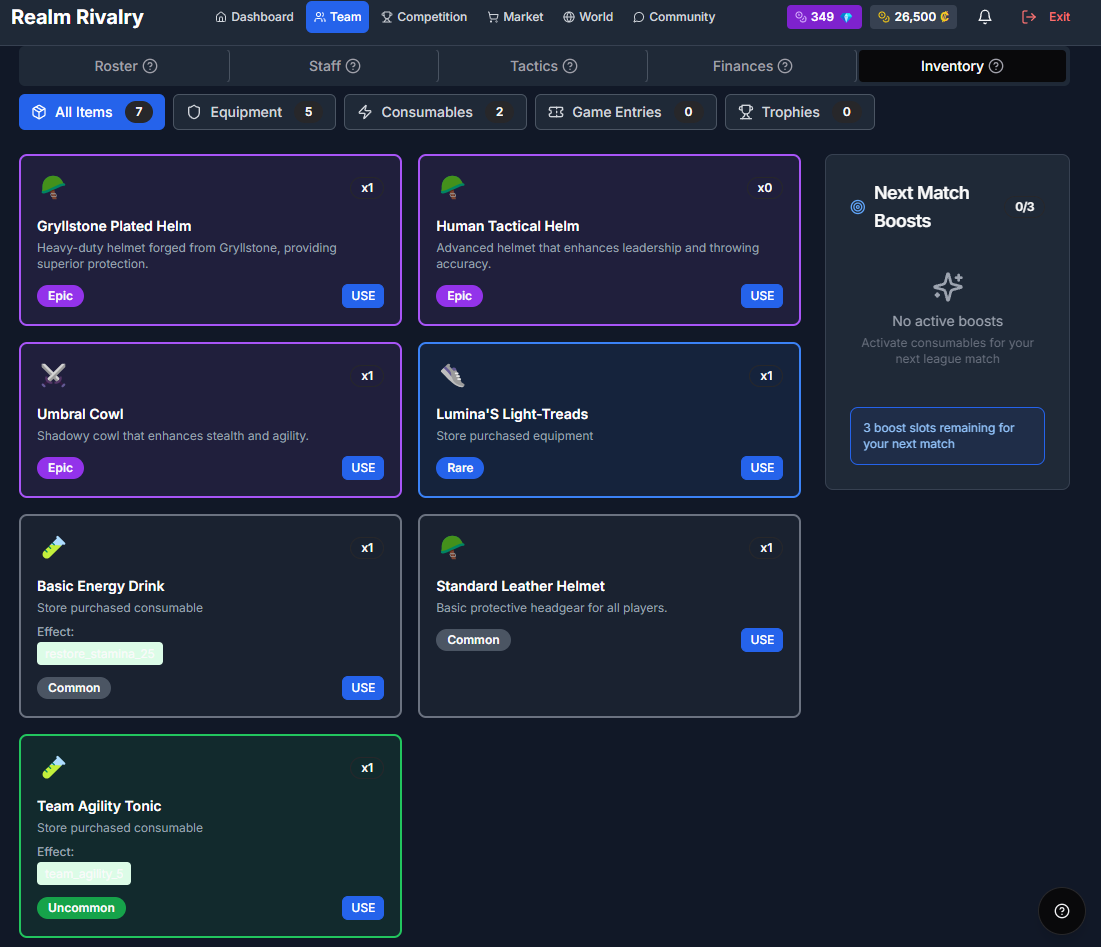 Realm Rivalry
Dashboard
Team
Competition
Market
World
Community
349
26,500 ₡
Exit
Roster
Staff
Tactics
Finances
Inventory
All Items 7
Equipment 5
Consumables 2
Game Entries 0
Trophies 0
x1
Gryllstone Plated Helm
Heavy-duty helmet forged from Gryllstone, providing
superior protection.
Epic
USE
x0
Human Tactical Helm
Advanced helmet that enhances leadership and throwing
accuracy.
Epic
USE
x1
Umbral Cowl
Shadowy cowl that enhances stealth and agility.
Epic
USE
x1
Lumina'S Light-Treads
Store purchased equipment
Rare
USE
x1
Basic Energy Drink
Store purchased consumable
Effect:
restore_stamina_25
Common
USE
x1
Standard Leather Helmet
Basic protective headgear for all players.
Common
USE
x1
Team Agility Tonic
Store purchased consumable
Effect:
team_agility_5
Uncommon
USE
Next Match
Boosts
0/3
No active boosts
Activate consumables for your
next league match
3 boost slots remaining for
your next match